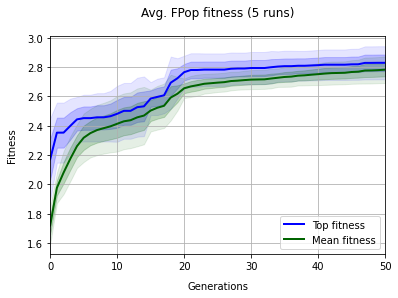 Avg. FPop fitness (5 runs)
3.0
2.8
2.6
2.4
2.2
2.0
1.8
1.6
Fitness
Top fitness
Mean fitness
0 10 20 30 40 50
Generations